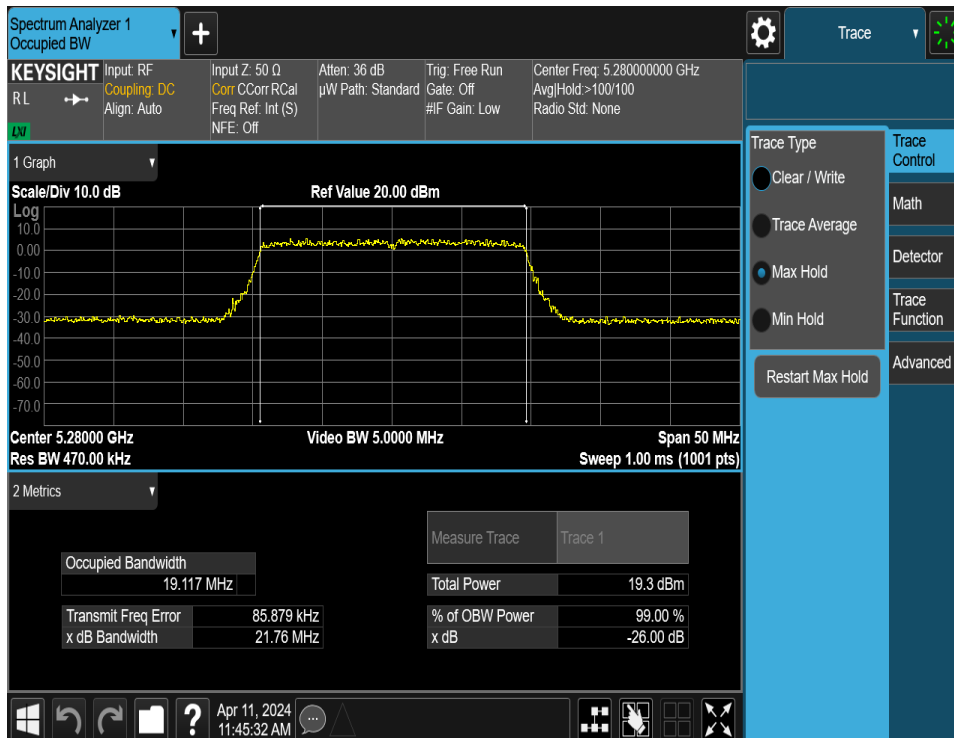 Spectrum Analyzer 1
Occupied BW
+
Trace
KEYSIGHT
RL
LXI
Input: RF
Coupling: DC
Align: Auto
Input Z: 50 Ω
Corr CCorr RCal
Freq Ref: Int (S)
NFE: Off
Atten: 36 dB
µW Path: Standard
Trig: Free Run
Gate: Off
#IF Gain: Low
Center Freq: 5.280000000 GHz
Avg|Hold:>100/100
Radio Std: None
1 Graph
Scale/Div 10.0 dB
Ref Value 20.00 dBm
Log
10.0
0.00
-10.0
-20.0
-30.0
-40.0
-50.0
-60.0
-70.0
Center 5.28000 GHz
Video BW 5.0000 MHz
Span 50 MHz
Res BW 470.00 kHz
Sweep 1.00 ms (1001 pts)
2 Metrics
Measure Trace
Trace 1
Occupied Bandwidth
19.117 MHz
Total Power
19.3 dBm
Transmit Freq Error
85.879 kHz
% of OBW Power
99.00 %
x dB Bandwidth
21.76 MHz
x dB
-26.00 dB
Trace Type
Clear / Write
Trace Average
Max Hold
Min Hold
Restart Max Hold
Trace
Control
Math
Detector
Trace
Function
Advanced
?
Apr 11, 2024
11:45:32 AM